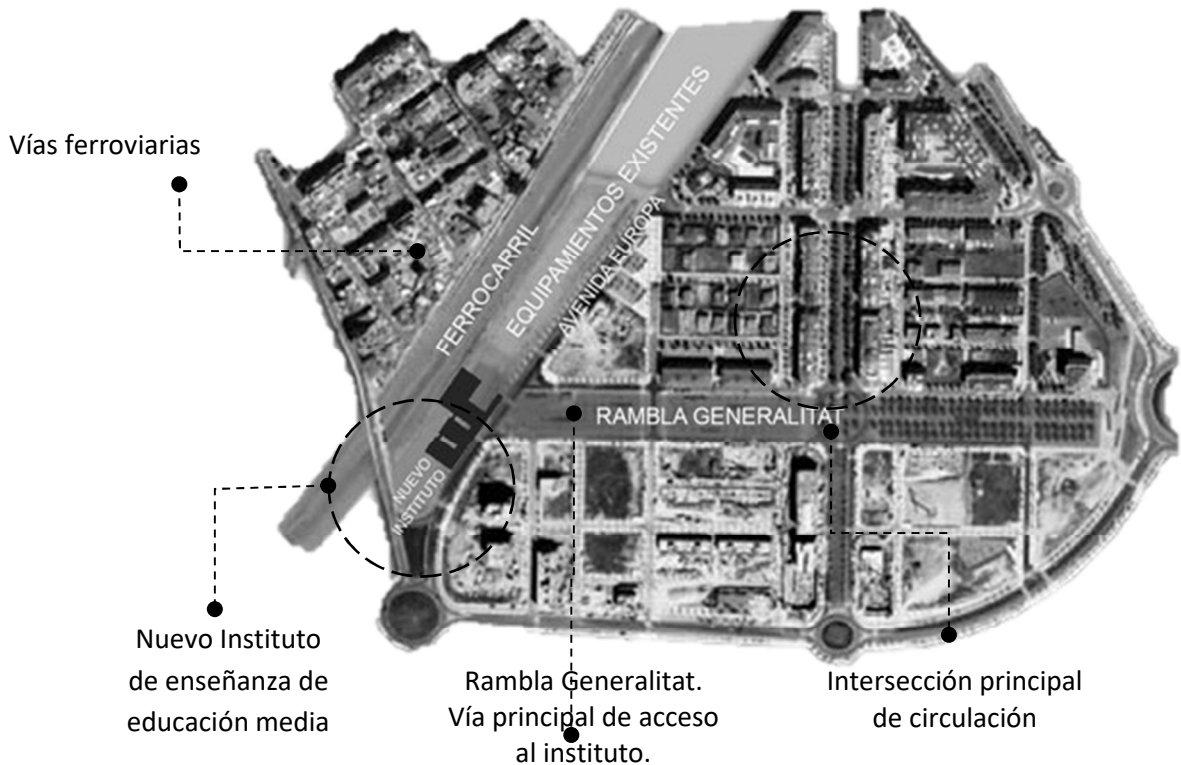 Vías ferroviarias
FERROCARRIL
EQUIPAMIENTOS EXISTENTES
AVENIDA EUROPA
RAMBLA GENERALITAT
NUEVO
INSTITUTO
Nuevo Instituto
de enseñanza de
educación media
Rambla Generalitat.
Vía principal de acceso
al instituto.
Intersección principal
de circulación